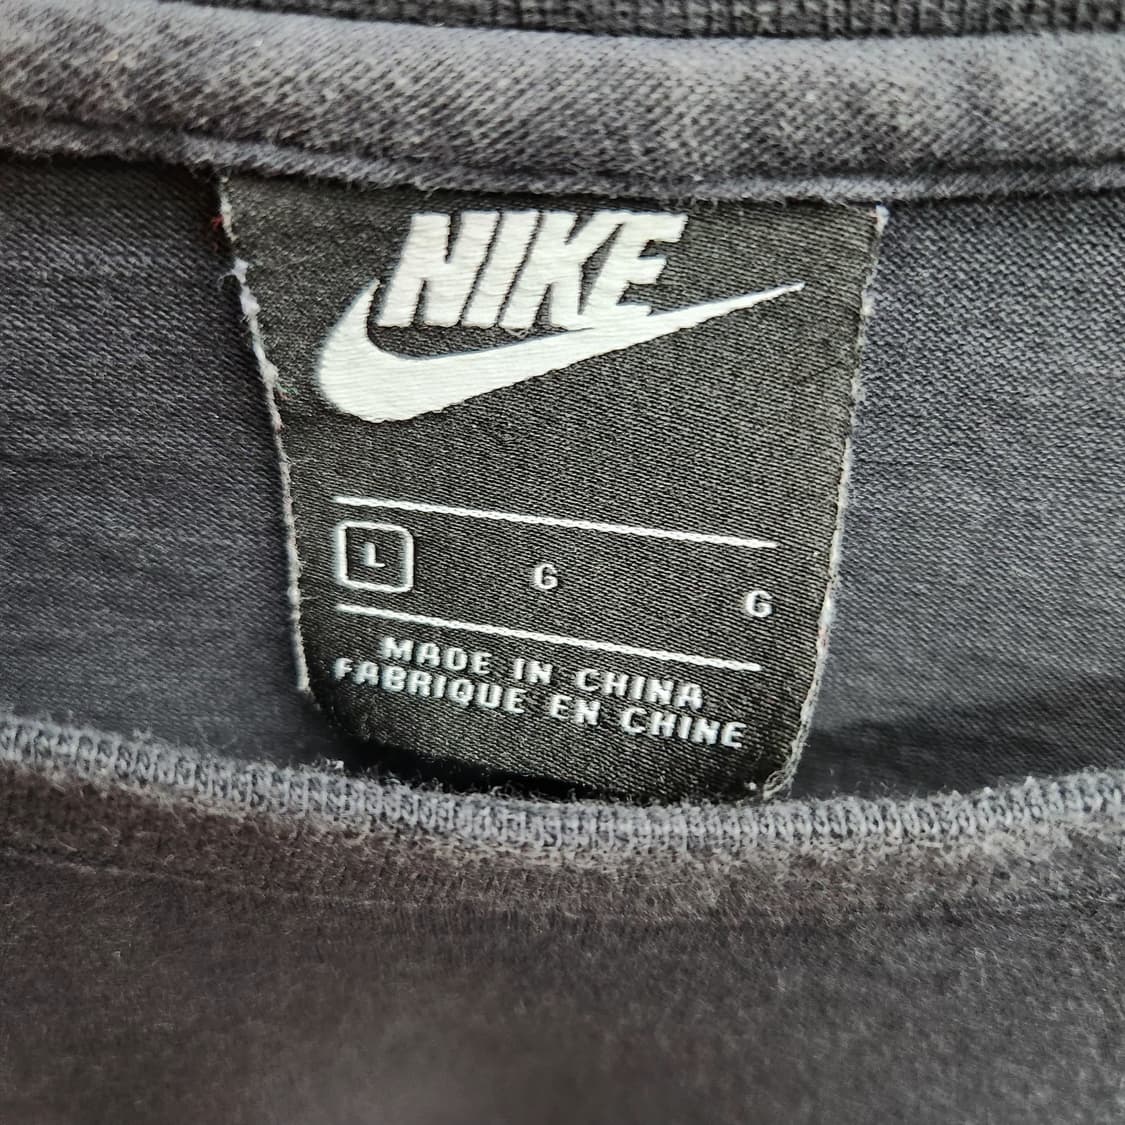 NIKE
L G G
MADE IN CHINA
FABRIQUE EN CHINE